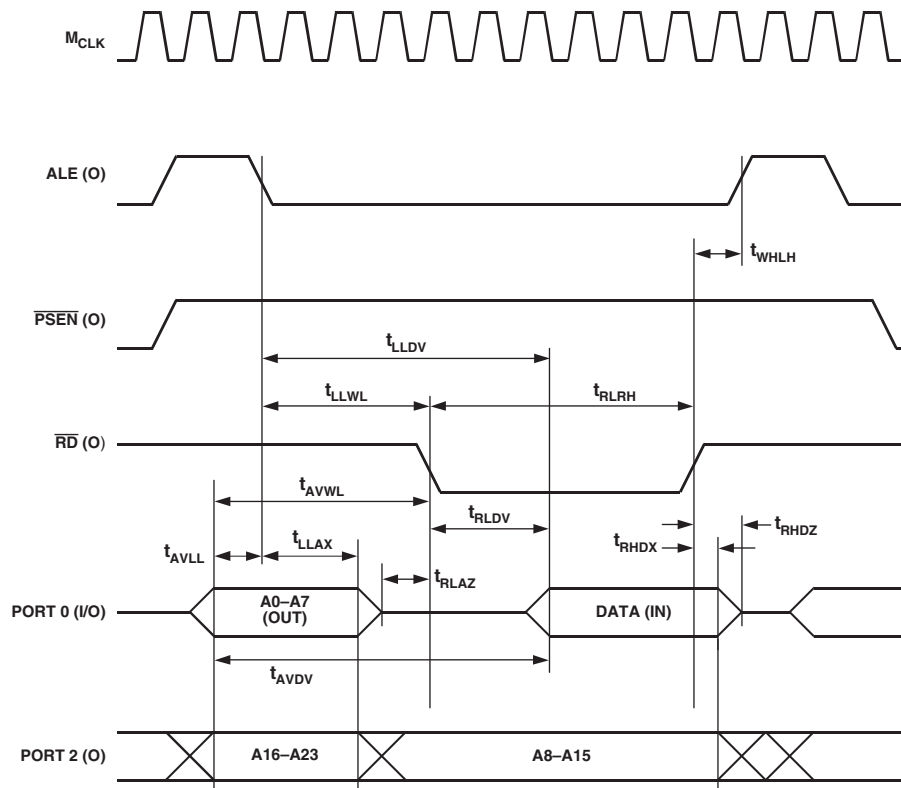 MCLK
ALE (O)
tWHLH
PSEN (O)
tLLDV
tLLWL
tRLRH
RD (O)
tAVWL
tRLDV
tRHDZ
tAVLL
tLLAX
tRHDX
tRLAZ
PORT 0 (I/O)
A0–A7
(OUT)
DATA (IN)
tAVDV
PORT 2 (O)
A16–A23
A8–A15